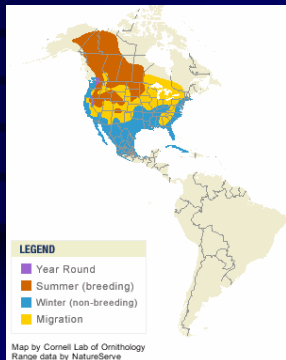 LEGEND
Year Round
Summer (breeding)
Winter (non-breeding)
Migration
Map by Cornell Lab of Ornithology
Range data by NatureServe